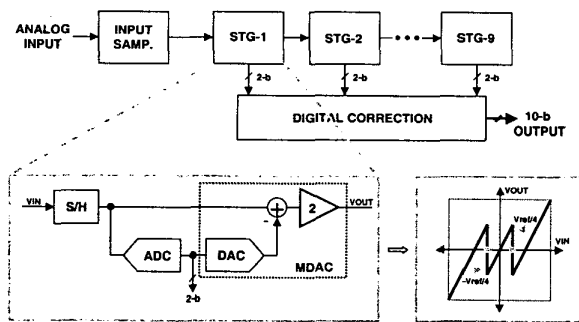 ANALOG
INPUT
INPUT
SAMP.
STG-1
STG-2
STG-9
2-b
2-b
2-b
DIGITAL CORRECTION
10-b
OUTPUT
VIN
S/H
2
VOUT
ADC
DAC
MDAC
2-b
VOUT
Vref/4
VIN
-Vref/4